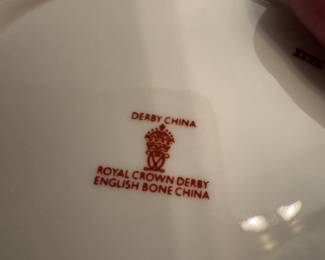 DERBY CHINA
ROYAL CROWN DERBY
ENGLISH BONE CHINA